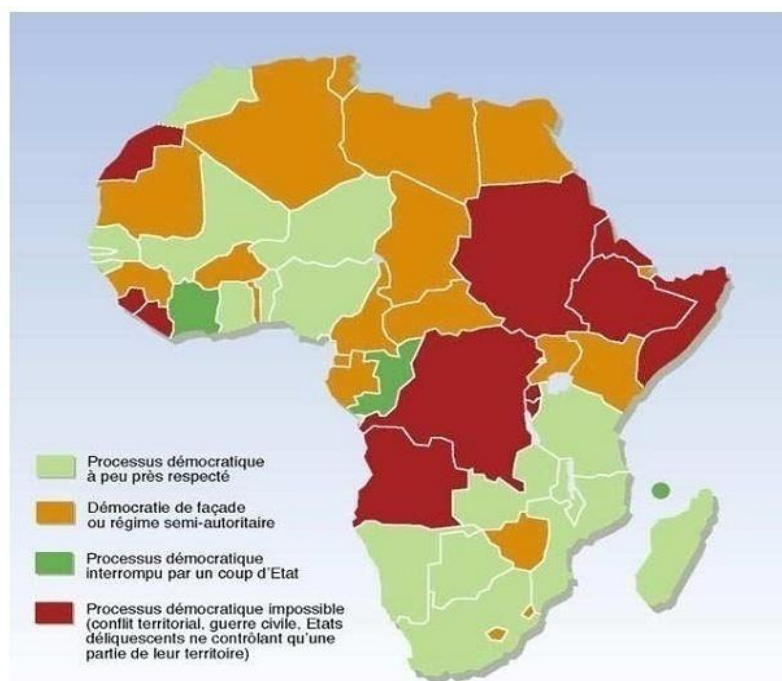 Processus démocratique
à peu près respecté
Démocratie de façade
ou régime semi-autoritaire
Processus démocratique
interrompu par un coup d'Etat
Processus démocratique impossible
(conflit territorial, guerre civile, Etats
déliquescents ne contrôlant qu'une
partie de leur territoire)